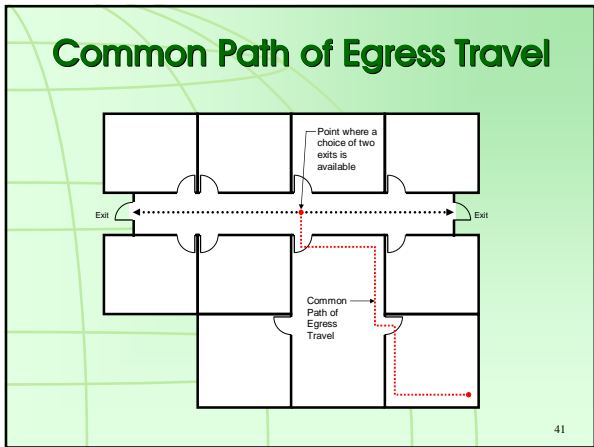 Common Path of Egress Travel
Point where a
choice of two
exits is
available
Exit
Exit
Common
Path of
Egress
Travel
41